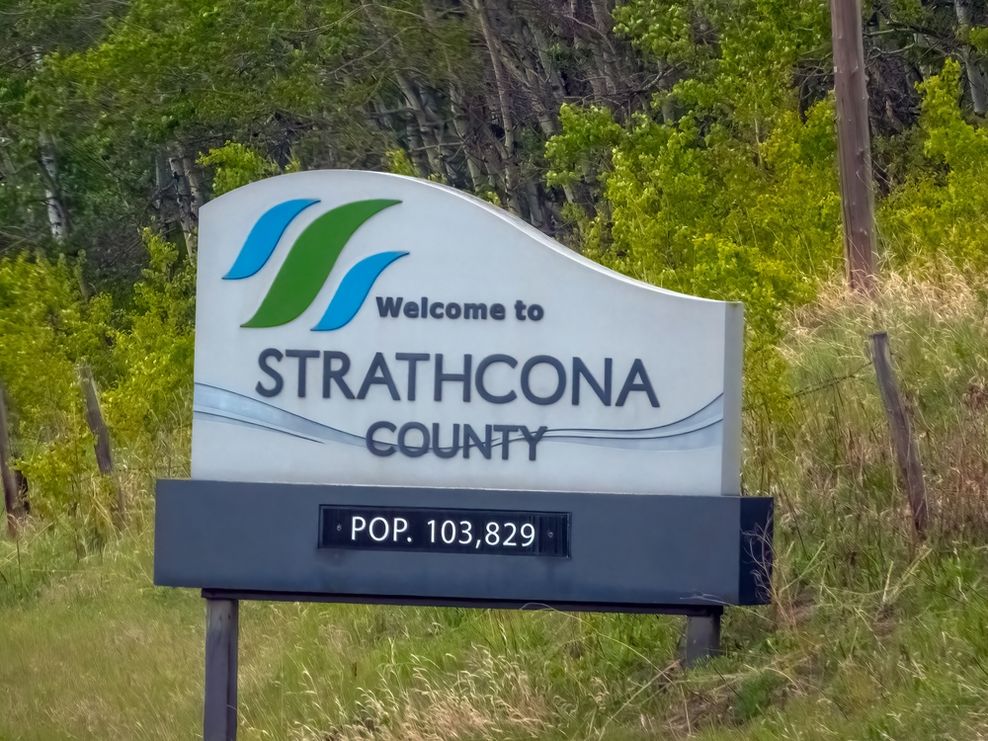 Welcome to
STRATHCONA
COUNTY
POP. 103,829